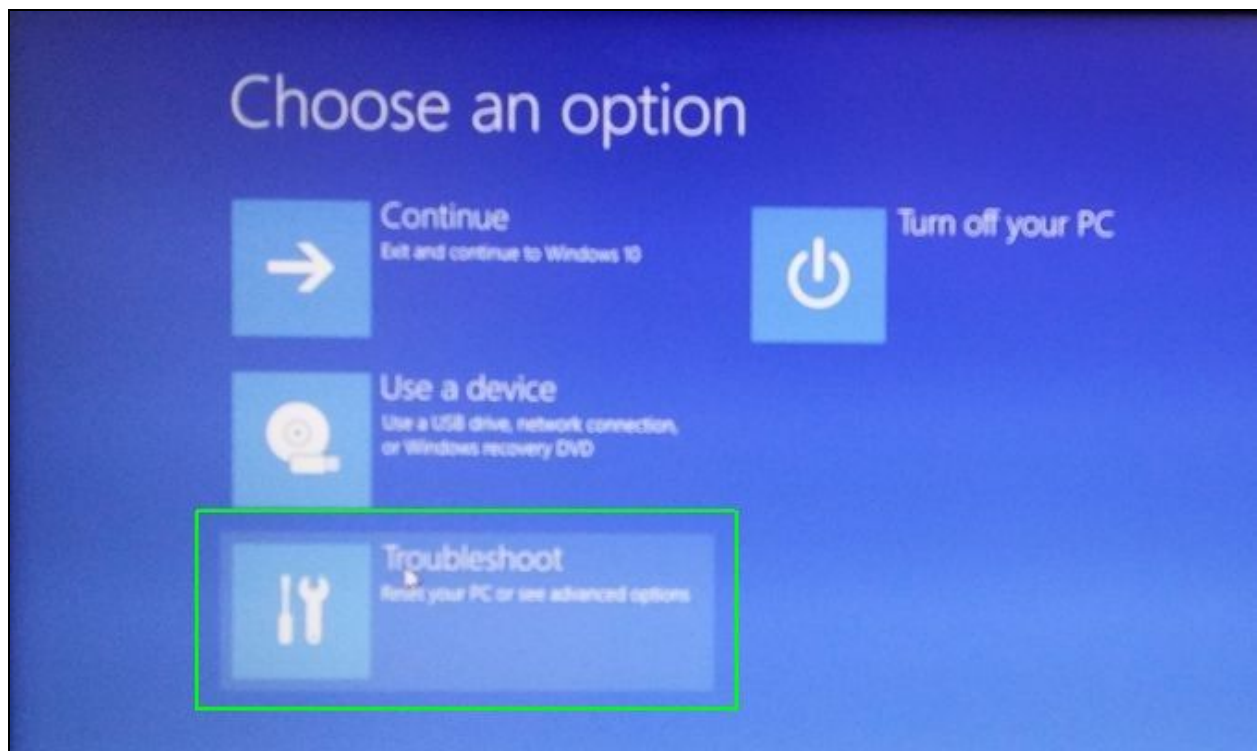 Choose an option
Continue
Exit and continue to Windows 10
Turn off your PC
Use a device
Use a USB drive, network connection,
or Windows recovery DVD
Troubleshoot
Reset your PC or see advanced options